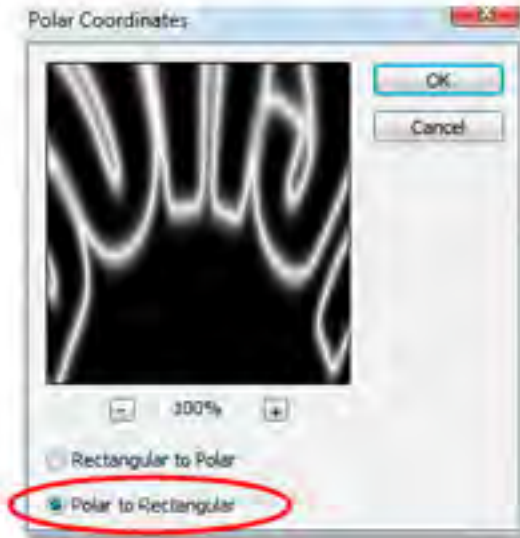 Polar Coordinates
OK
Cancel
- 100% +
Rectangular to Polar
Polar to Rectangular